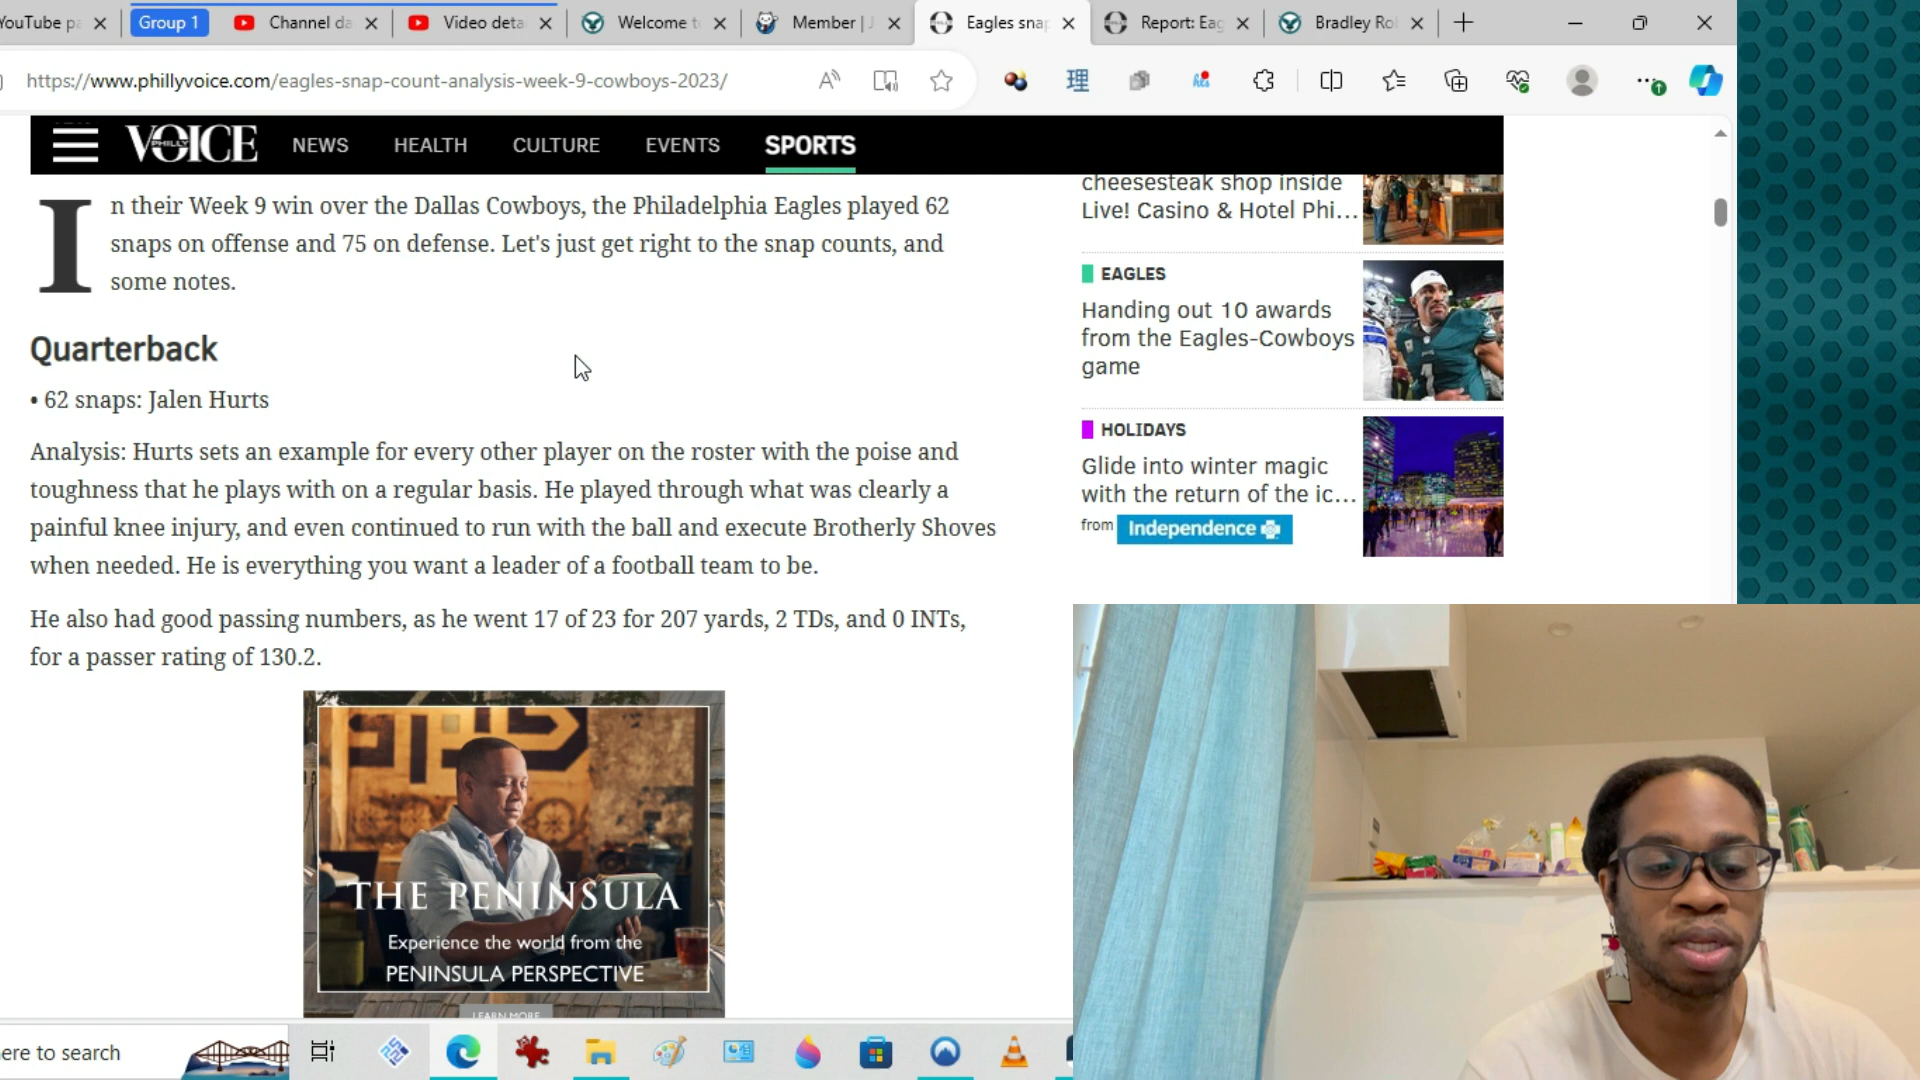 YouTube p
Group 1
Channel da
Video deta
Welcome t
Member | J
Eagles snap
Report: Eag
Bradley Ro
https://www.phillyvoice.com/eagles-snap-count-analysis-week-9-cowboys-2023/
VOICE
PHILLY
NEWS
HEALTH
CULTURE
EVENTS
SPORTS
In their Week 9 win over the Dallas Cowboys, the Philadelphia Eagles played 62
snaps on offense and 75 on defense. Let's just get right to the snap counts, and
some notes.
Quarterback
• 62 snaps: Jalen Hurts
Analysis: Hurts sets an example for every other player on the roster with the poise and
toughness that he plays with on a regular basis. He played through what was clearly a
painful knee injury, and even continued to run with the ball and execute Brotherly Shoves
when needed. He is everything you want a leader of a football team to be.
He also had good passing numbers, as he went 17 of 23 for 207 yards, 2 TDs, and 0 INTs,
for a passer rating of 130.2.
THE PENINSULA
Experience the world from the
PENINSULA PERSPECTIVE
LEARN MORE
cheesesteak shop inside
Live! Casino & Hotel Phi...
EAGLES
Handing out 10 awards
from the Eagles-Cowboys
game
HOLIDAYS
Glide into winter magic
with the return of the ic...
from Independence
ere to search